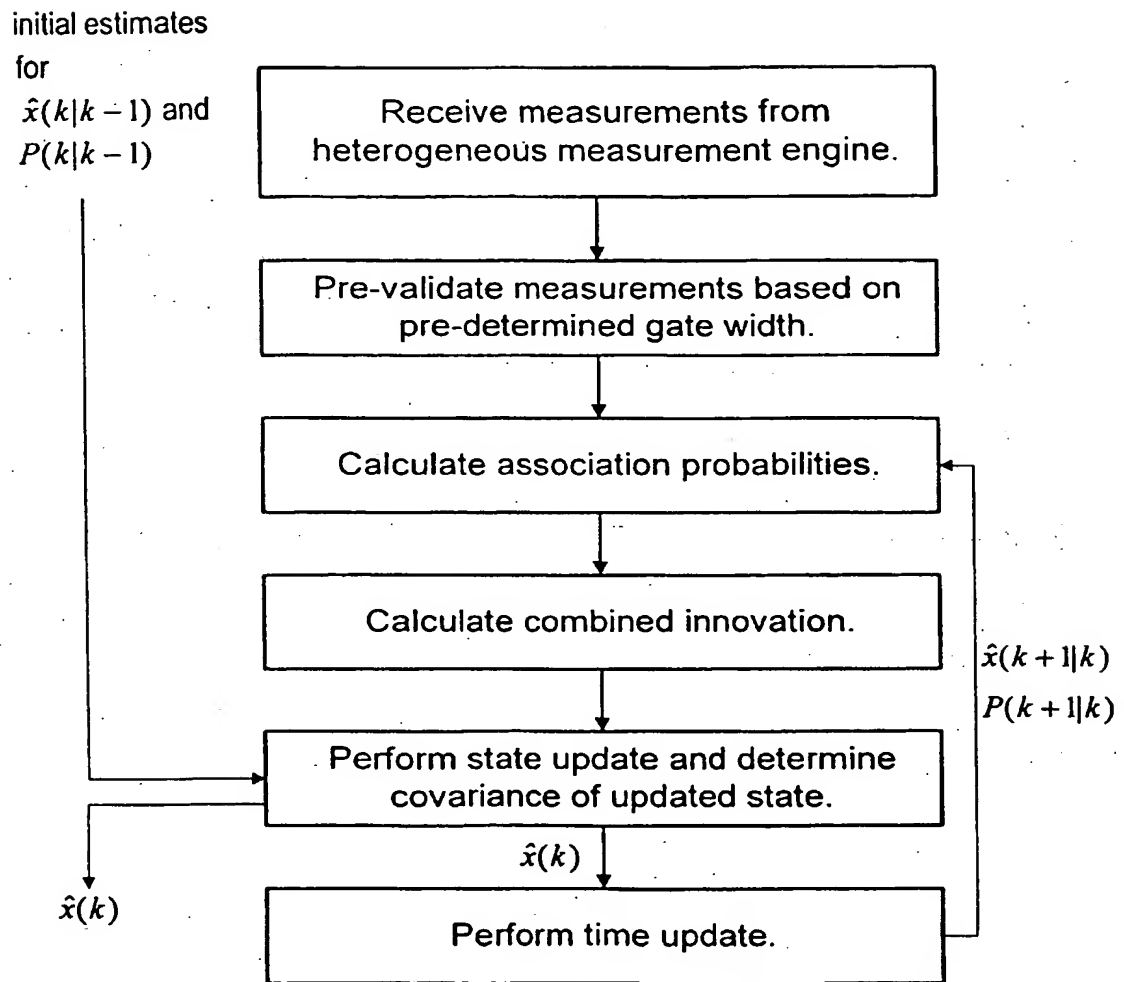 initial estimates
for
x̂(k|k − 1) and
P(k|k − 1)
Receive measurements from
heterogeneous measurement engine.
Pre-validate measurements based on
pre-determined gate width.
Calculate association probabilities.
Calculate combined innovation.
x̂(k + 1|k)
P(k + 1|k)
Perform state update and determine
covariance of updated state.
x̂(k)
x̂(k)
Perform time update.